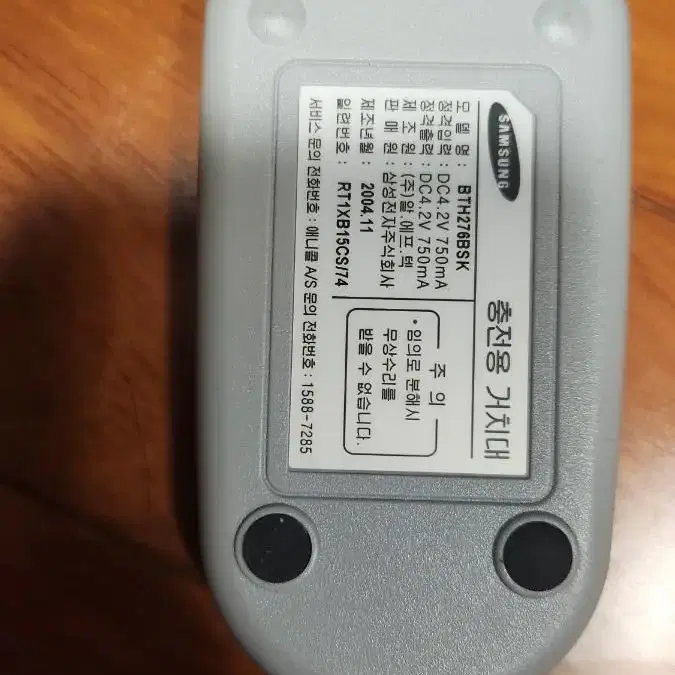 SAMSUNG
충전용 거치대
모 델 명 : BTH276BSK
정격입력 : DC4.2V 750mA
정격출력 : DC4.2V 750mA
제 조 원 : (주)알.에프.텍
판 매 원 : 삼성전자주식회사
제조년월 : 2004.11
일련번호 : RT1XB15CS/74
주 의
• 임의로 분해시
무상수리를
받을 수 없습니다.
서비스 문의 전화번호 : 애니콜 A/S 문의 전화번호 : 1588-7285